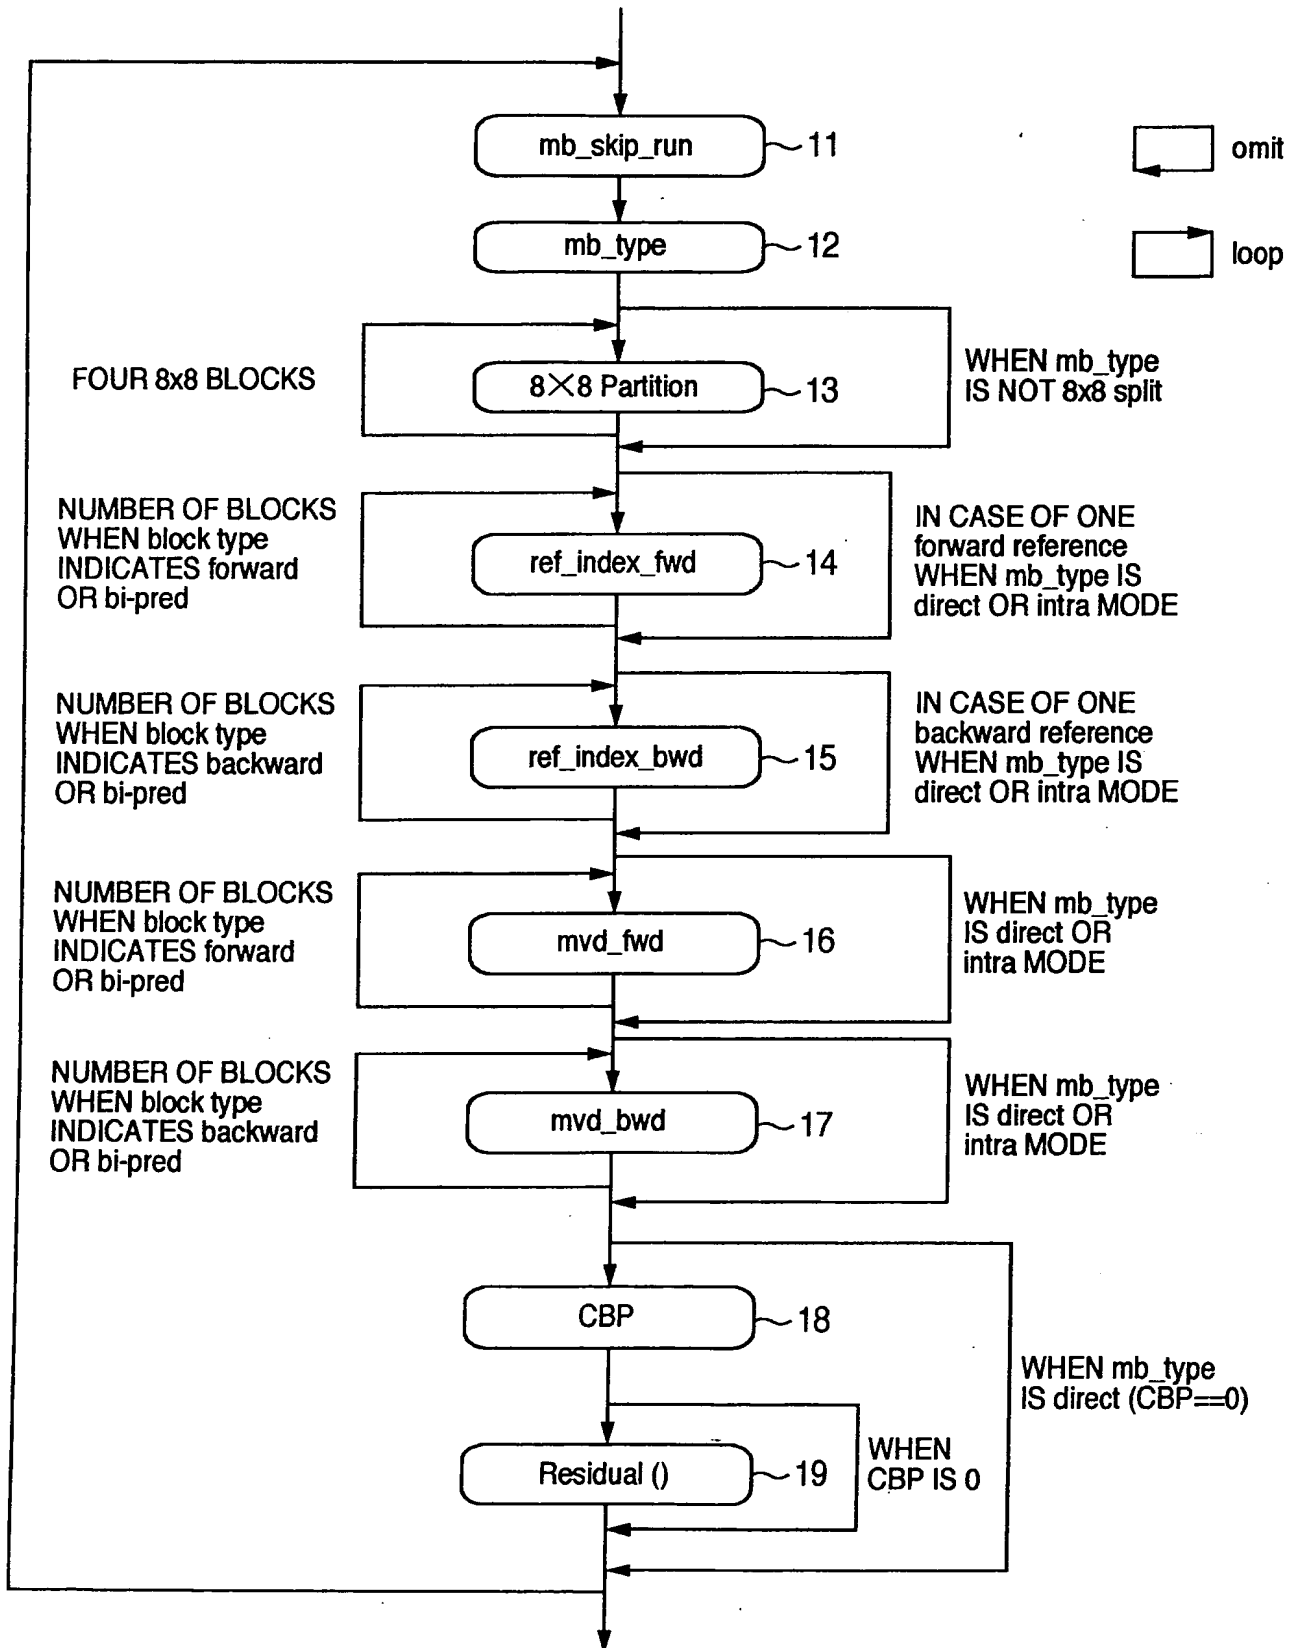 mb_skip_run
11
omit
mb_type
12
loop
FOUR 8x8 BLOCKS
8×8 Partition
13
WHEN mb_type
IS NOT 8x8 split
NUMBER OF BLOCKS
WHEN block type
INDICATES forward
OR bi-pred
ref_index_fwd
14
IN CASE OF ONE
forward reference
WHEN mb_type IS
direct OR intra MODE
NUMBER OF BLOCKS
WHEN block type
INDICATES backward
OR bi-pred
ref_index_bwd
15
IN CASE OF ONE
backward reference
WHEN mb_type IS
direct OR intra MODE
NUMBER OF BLOCKS
WHEN block type
INDICATES forward
OR bi-pred
mvd_fwd
16
WHEN mb_type
IS direct OR
intra MODE
NUMBER OF BLOCKS
WHEN block type
INDICATES backward
OR bi-pred
mvd_bwd
17
WHEN mb_type
IS direct OR
intra MODE
CBP
18
WHEN mb_type
IS direct (CBP==0)
Residual ()
19
WHEN
CBP IS 0